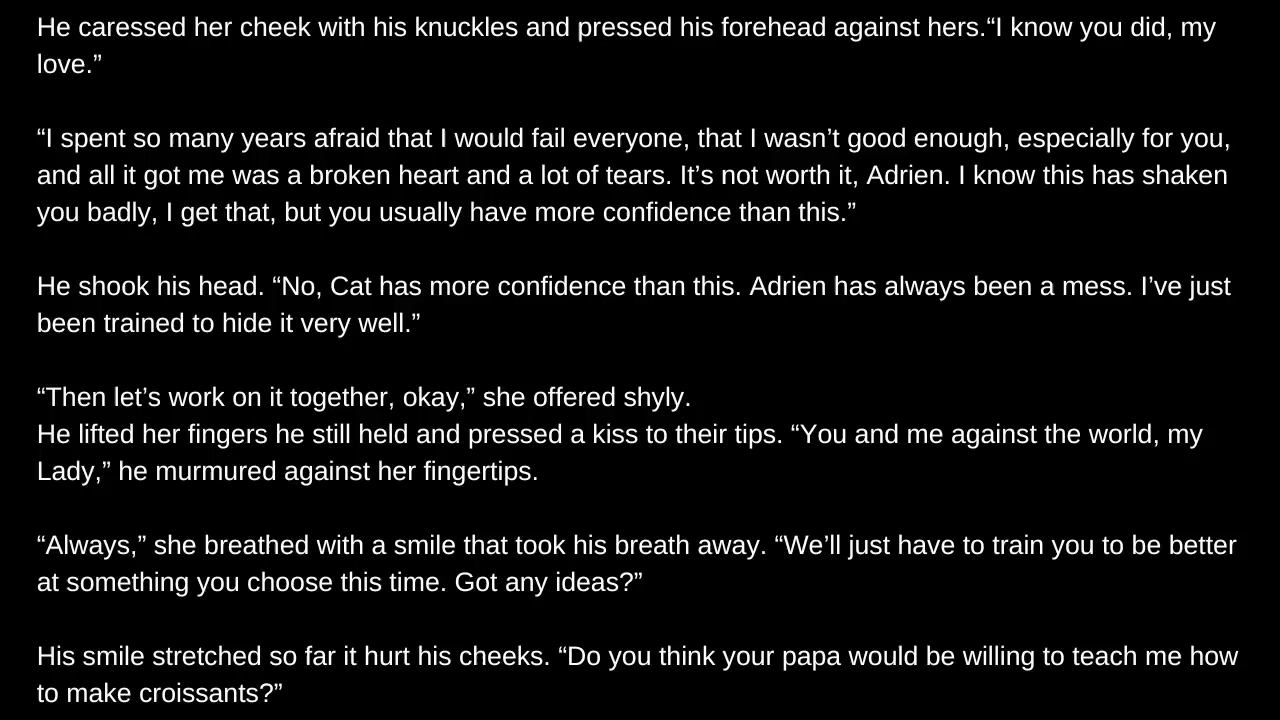 He caressed her cheek with his knuckles and pressed his forehead against hers.“I know you did, my
love.”
“I spent so many years afraid that I would fail everyone, that I wasn’t good enough, especially for you,
and all it got me was a broken heart and a lot of tears. It’s not worth it, Adrien. I know this has shaken
you badly, I get that, but you usually have more confidence than this.”
He shook his head. “No, Cat has more confidence than this. Adrien has always been a mess. I’ve just
been trained to hide it very well.”
“Then let’s work on it together, okay,” she offered shyly.
He lifted her fingers he still held and pressed a kiss to their tips. “You and me against the world, my
Lady,” he murmured against her fingertips.
“Always,” she breathed with a smile that took his breath away. “We’ll just have to train you to be better
at something you choose this time. Got any ideas?”
His smile stretched so far it hurt his cheeks. “Do you think your papa would be willing to teach me how
to make croissants?”